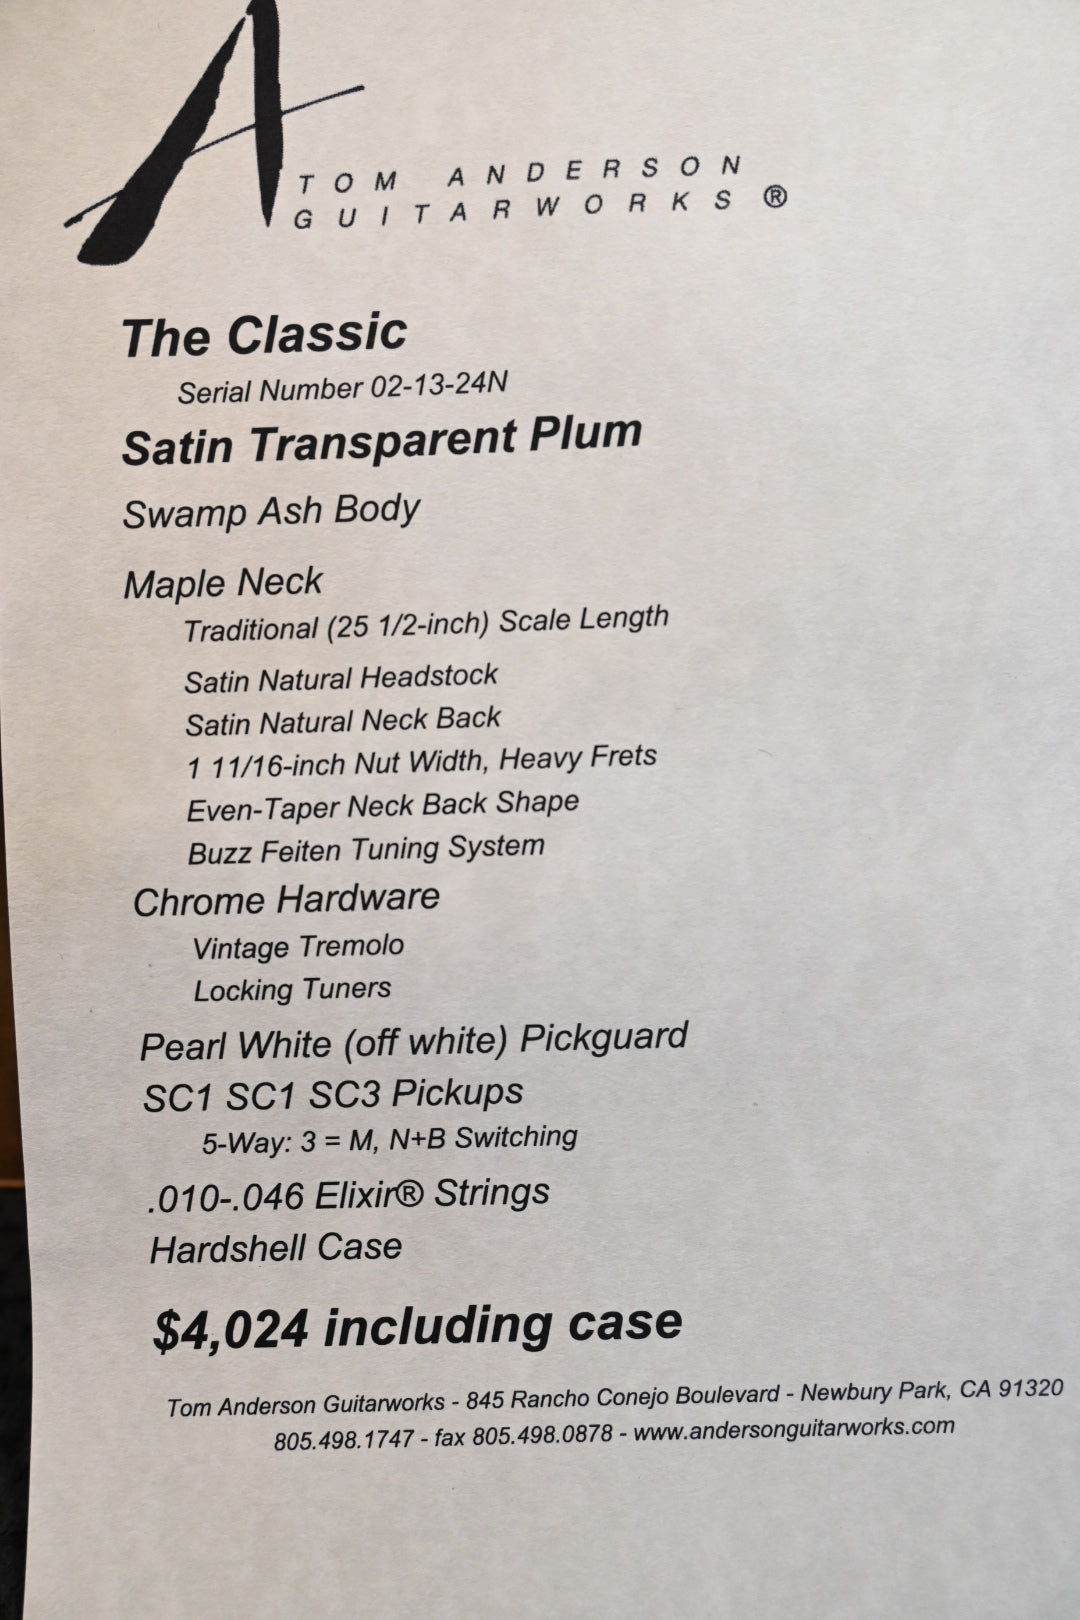 TOM ANDERSON
GUITARWORKS ®
The Classic
Serial Number 02-13-24N
Satin Transparent Plum
Swamp Ash Body
Maple Neck
Traditional (25 1/2-inch) Scale Length
Satin Natural Headstock
Satin Natural Neck Back
1 11/16-inch Nut Width, Heavy Frets
Even-Taper Neck Back Shape
Buzz Feiten Tuning System
Chrome Hardware
Vintage Tremolo
Locking Tuners
Pearl White (off white) Pickguard
SC1 SC1 SC3 Pickups
5-Way: 3 = M, N+B Switching
.010-.046 Elixir® Strings
Hardshell Case
$4,024 including case
Tom Anderson Guitarworks - 845 Rancho Conejo Boulevard - Newbury Park, CA 91320
805.498.1747 - fax 805.498.0878 - www.andersonguitarworks.com